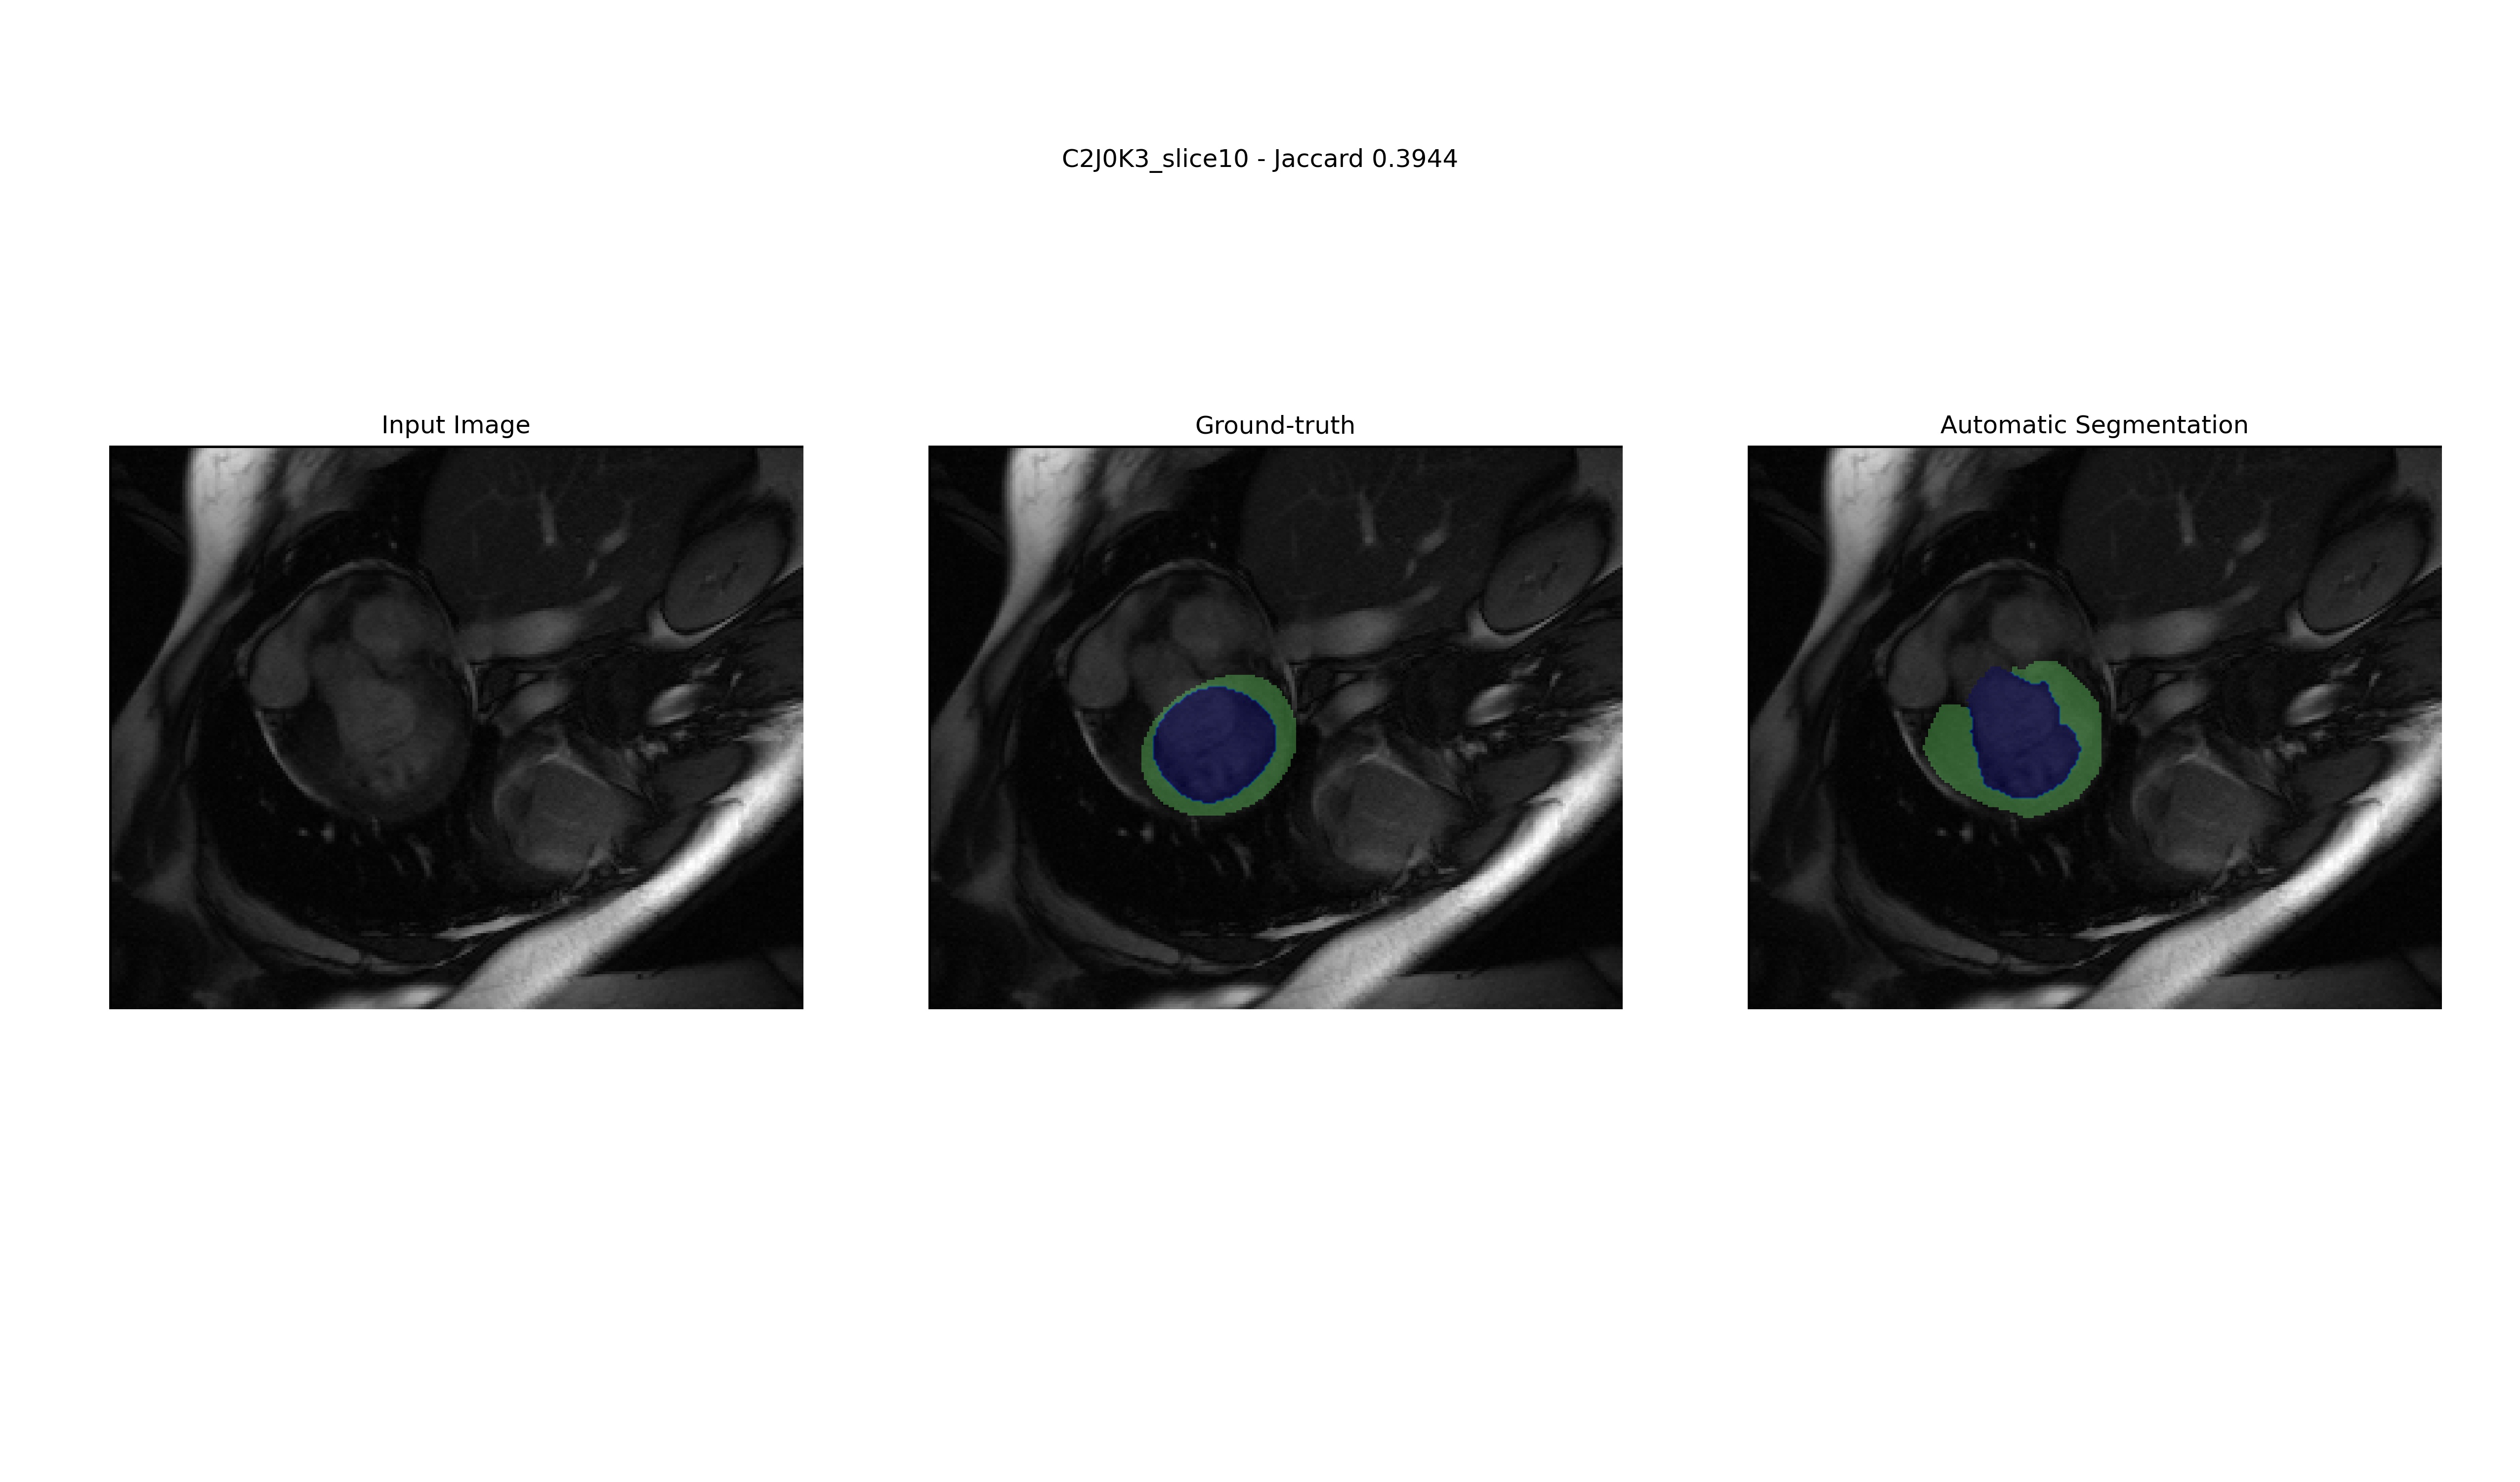 C2J0K3_slice10 - Jaccard 0.3944
Input Image
Ground-truth
Automatic Segmentation